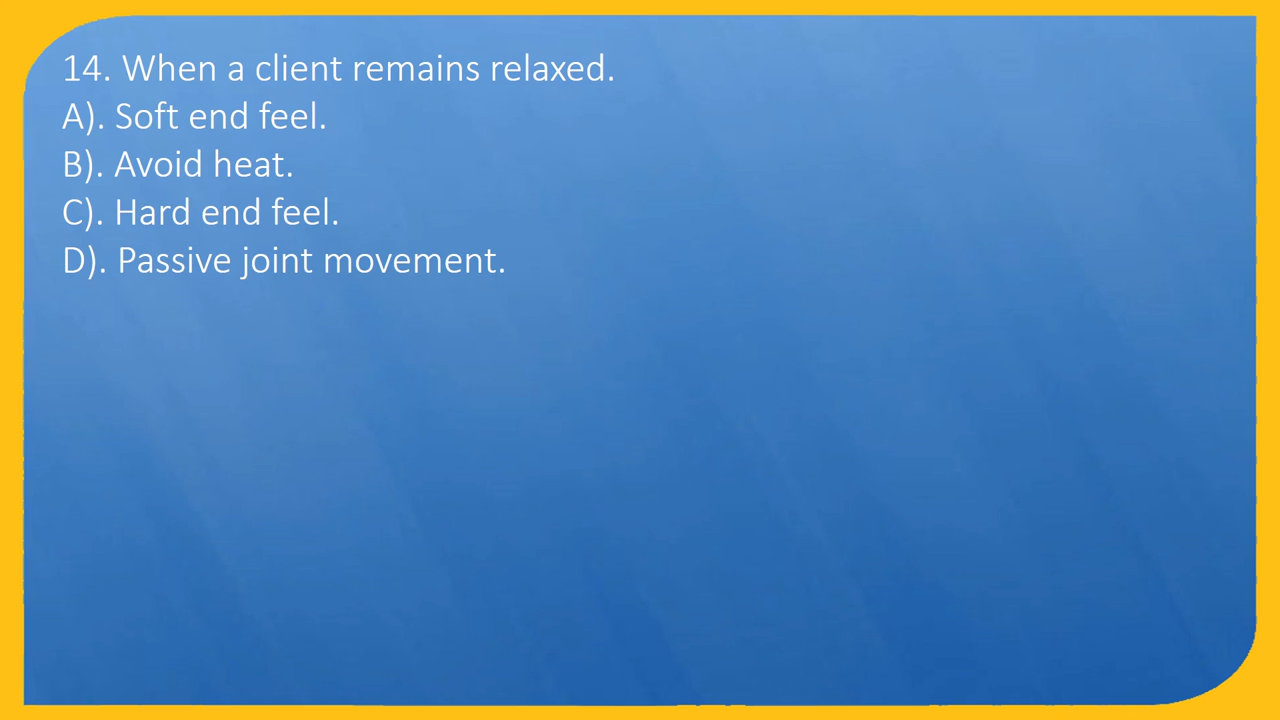 14. When a client remains relaxed.
A). Soft end feel.
B). Avoid heat.
C). Hard end feel.
D). Passive joint movement.